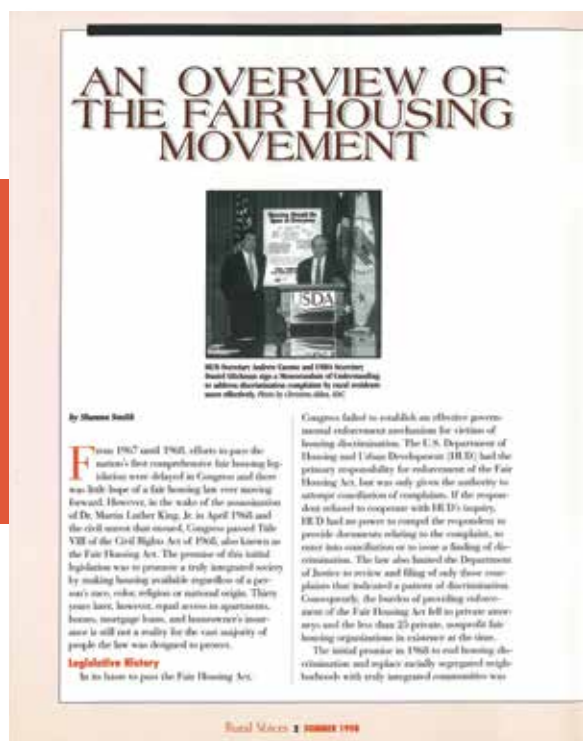 AN OVERVIEW OF
THE FAIR HOUSING
MOVEMENT
Housing Should Be
Open to Everyone
USDA
HUD Secretary Andrew Cuomo and USDA Secretary
Daniel Glickman sign a Memorandum of Understanding
to address discrimination complaints by rural residents
more effectively. Photo by Christina Alden, HAC
by Shanna Smith
From 1967 until 1968, efforts to pass the
nation's first comprehensive fair housing leg-
islation were delayed in Congress and there
was little hope of a fair housing law ever moving
forward. However, in the wake of the assassination
of Dr. Martin Luther King, Jr. in April 1968 and
the civil unrest that ensued, Congress passed Title
VIII of the Civil Rights Act of 1968, also known as
the Fair Housing Act. The promise of this initial
legislation was to promote a truly integrated society
by making housing available regardless of a per-
son's race, color, religion or national origin. Thirty
years later, however, equal access to apartments,
homes, mortgage loans, and homeowner's insur-
ance is still not a reality for the vast majority of
people the law was designed to protect.
Legislative History
In its haste to pass the Fair Housing Act,
Congress failed to establish an effective govern-
mental enforcement mechanism for victims of
housing discrimination. The U.S. Department of
Housing and Urban Development (HUD) had the
primary responsibility for enforcement of the Fair
Housing Act, but was only given the authority to
attempt conciliation of complaints. If the respon-
dent refused to cooperate with HUD's inquiry,
HUD had no power to compel the respondent to
provide documents relating to the complaint, to
enter into conciliation or to issue a finding of dis-
crimination. The law also limited the Department
of Justice to review and filing of only those com-
plaints that indicated a pattern of discrimination.
Consequently, the burden of providing enforce-
ment of the Fair Housing Act fell to private attor-
neys and the less than 25 private, nonprofit fair
housing organizations in existence at the time.
The initial promise in 1968 to end housing dis-
crimination and replace racially segregated neigh-
borhoods with truly integrated communities was
Rural Voices 2 SUMMER 1998